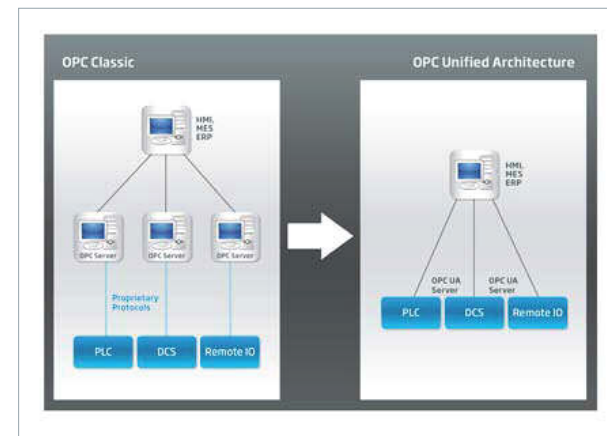 OPC Classic
HMI,
MES
ERP
OPC Server
OPC Server
OPC Server
Proprietary
Protocols
PLC
DCS
Remote IO
OPC Unified Architecture
HMI,
MES
ERP
OPC UA
Server
OPC UA
Server
PLC
DCS
Remote IO